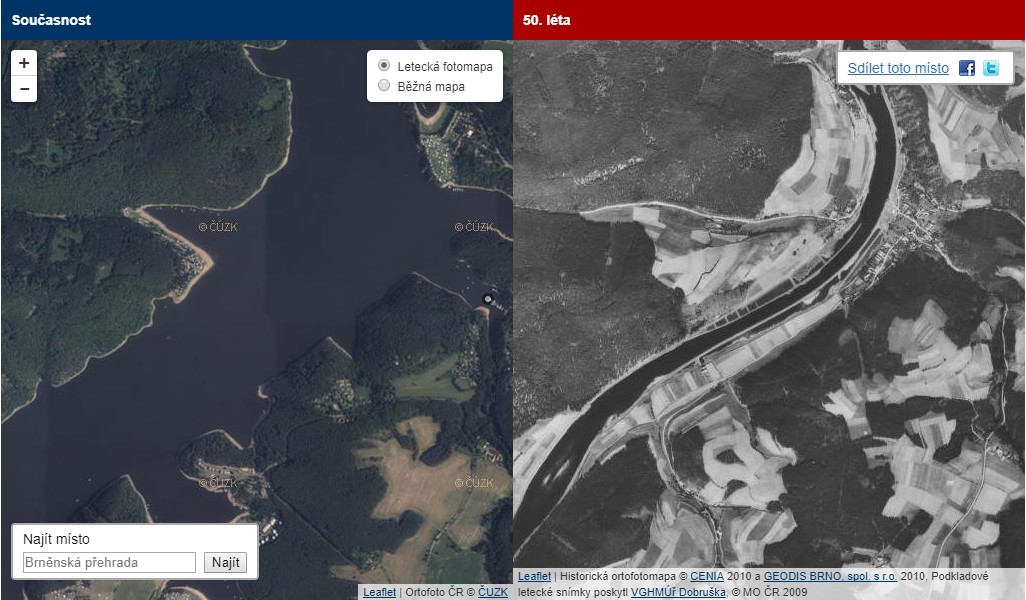 Současnost
50. léta
+
−
Letecká fotomapa
Běžná mapa
Sdílet toto místo
© ČÚZK
© ČÚZK
© ČÚZK
© ČÚZK
Najít místo
Brněnská přehrada
Najít
Leaflet | Ortofoto ČR © ČÚZK
Leaflet | Historická ortofotomapa © CENIA 2010 a GEODIS BRNO, spol. s r.o. 2010, Podkladové
letecké snímky poskytl VGHMÚř Dobruška, © MO ČR 2009